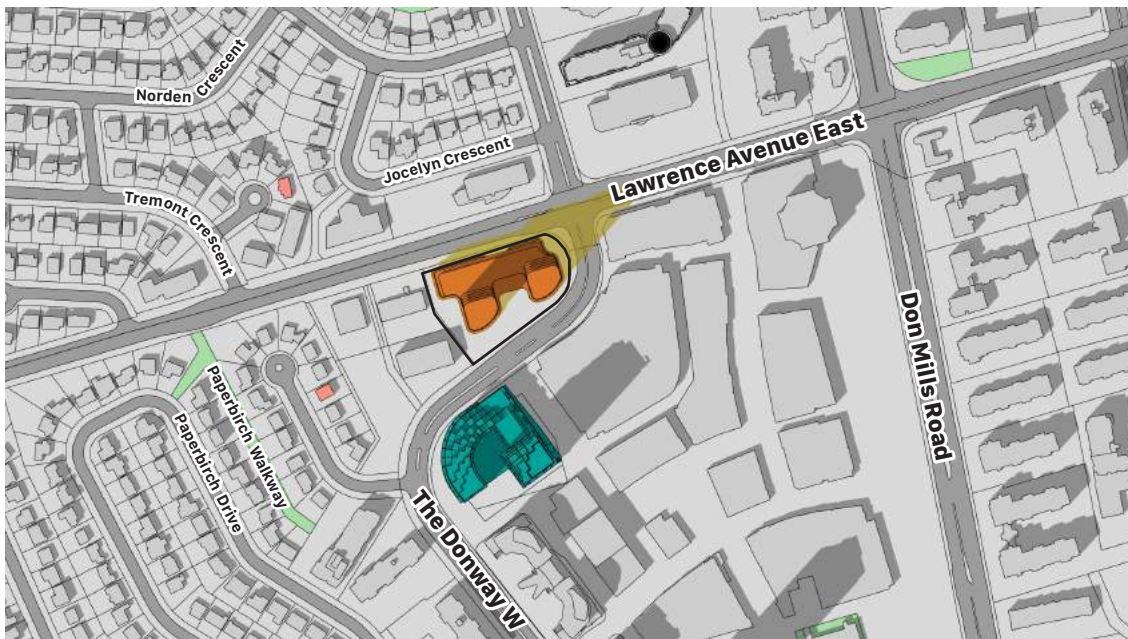 Norden Crescent
Jocelyn Crescent
Lawrence Avenue East
Tremont Crescent
Don Mills Road
Paperbirch Walkway
Paperbirch Drive
The Donway W